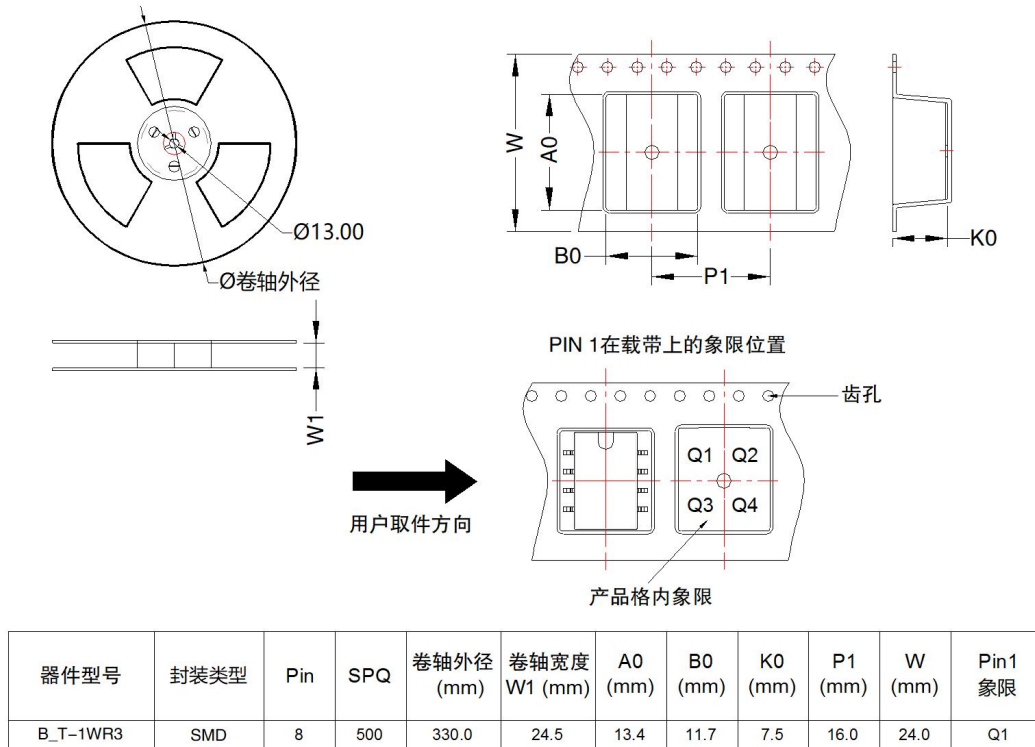 Ø13.00
Ø卷轴外径
W1
W
A0
B0
P1
K0
PIN 1在载带上的象限位置
齿孔
Q1 Q2
Q3 Q4
用户取件方向
产品格内象限
器件型号 封装类型 Pin SPQ 卷轴外径 (mm) 卷轴宽度 W1 (mm) A0 (mm) B0 (mm) K0 (mm) P1 (mm) W (mm) Pin1 象限
B_T-1WR3 SMD 8 500 330.0 24.5 13.4 11.7 7.5 16.0 24.0 Q1